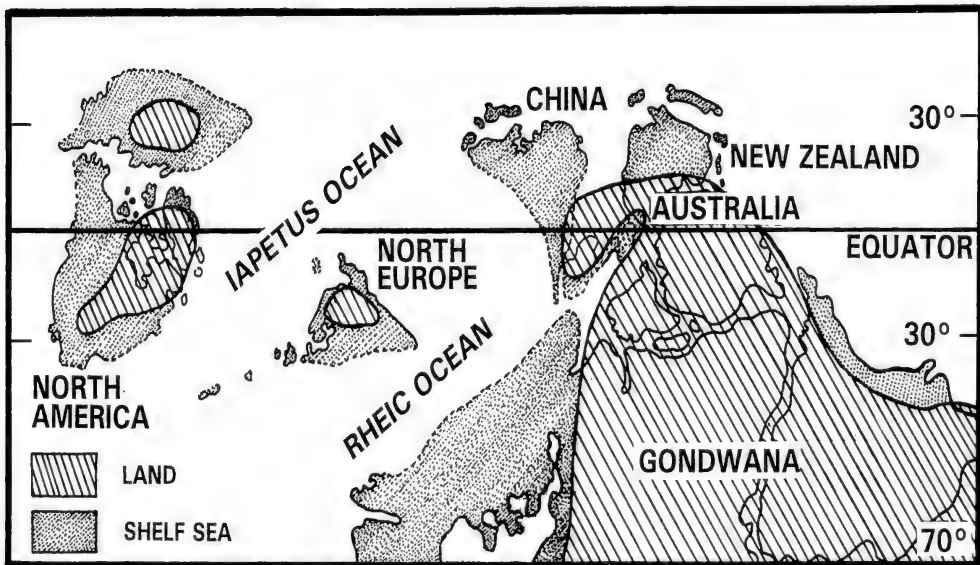 CHINA
30°
NEW ZEALAND
AUSTRALIA
IAPETUS OCEAN
EQUATOR
NORTH
EUROPE
30°
RHEIC OCEAN
NORTH
AMERICA
LAND
GONDWANA
SHELF SEA
70°